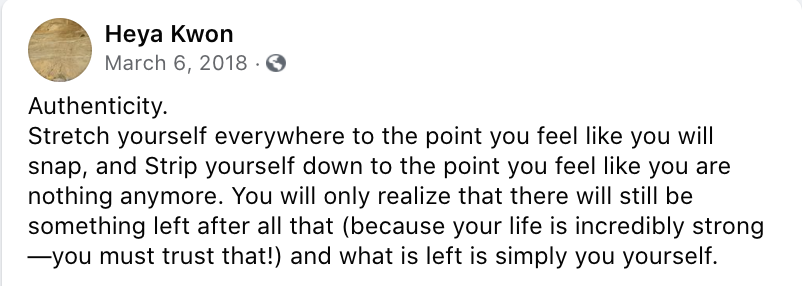 Heya Kwon
March 6, 2018 ·
Authenticity.
Stretch yourself everywhere to the point you feel like you will
snap, and Strip yourself down to the point you feel like you are
nothing anymore. You will only realize that there will still be
something left after all that (because your life is incredibly strong
—you must trust that!) and what is left is simply you yourself.